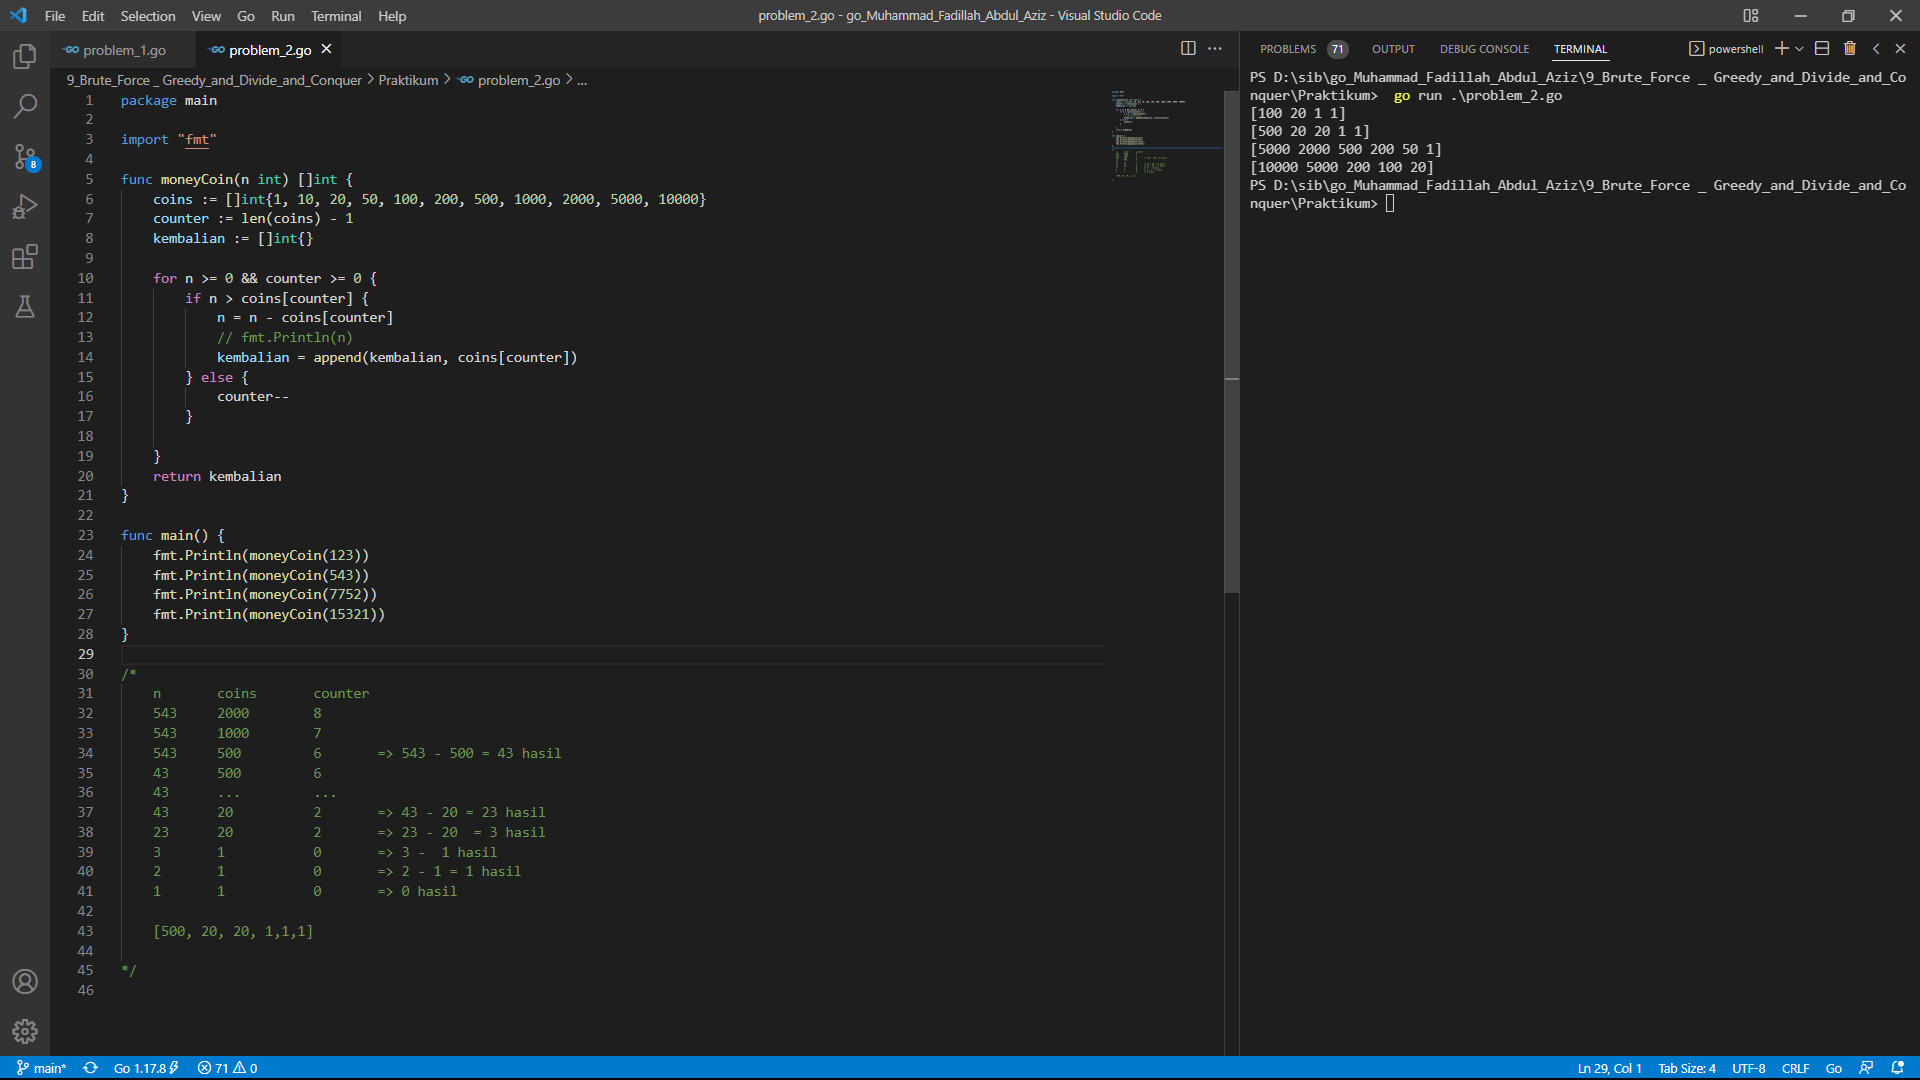 File Edit Selection View Go Run Terminal Help
problem_2.go - go_Muhammad_Fadillah_Abdul_Aziz - Visual Studio Code
problem_1.go
problem_2.go
9_Brute_Force _ Greedy_and_Divide_and_Conquer > Praktikum > problem_2.go > ...
1 package main
2
3 import "fmt"
4
5 func moneyCoin(n int) []int {
6 coins := []int{1, 10, 20, 50, 100, 200, 500, 1000, 2000, 5000, 10000}
7 counter := len(coins) - 1
8 kembalian := []int{}
9
10 for n >= 0 && counter >= 0 {
11 if n > coins[counter] {
12 n = n - coins[counter]
13 // fmt.Println(n)
14 kembalian = append(kembalian, coins[counter])
15 } else {
16 counter--
17 }
18
19 }
20 return kembalian
21 }
22
23 func main() {
24 fmt.Println(moneyCoin(123))
25 fmt.Println(moneyCoin(543))
26 fmt.Println(moneyCoin(7752))
27 fmt.Println(moneyCoin(15321))
28 }
29
30 /*
31 n coins counter
32 543 2000 8
33 543 1000 7
34 543 500 6 => 543 - 500 = 43 hasil
35 43 500 6
36 43 ... ...
37 43 20 2 => 43 - 20 = 23 hasil
38 23 20 2 => 23 - 20  = 3 hasil
39 3 1 0 => 3 -  1 hasil
40 2 1 0 => 2 - 1 = 1 hasil
41 1 1 0 => 0 hasil
42
43 [500, 20, 20, 1,1,1]
44
45 */
46
PROBLEMS 71 OUTPUT DEBUG CONSOLE TERMINAL powershell
PS D:\sib\go_Muhammad_Fadillah_Abdul_Aziz\9_Brute_Force _ Greedy_and_Divide_and_Co
nquer\Praktikum>  go run .\problem_2.go
[100 20 1 1]
[500 20 20 1 1]
[5000 2000 500 200 50 1]
[10000 5000 200 100 20]
PS D:\sib\go_Muhammad_Fadillah_Abdul_Aziz\9_Brute_Force _ Greedy_and_Divide_and_Co
nquer\Praktikum>
8
main* Go 1.17.8 71 0 Ln 29, Col 1 Tab Size: 4 UTF-8 CRLF Go